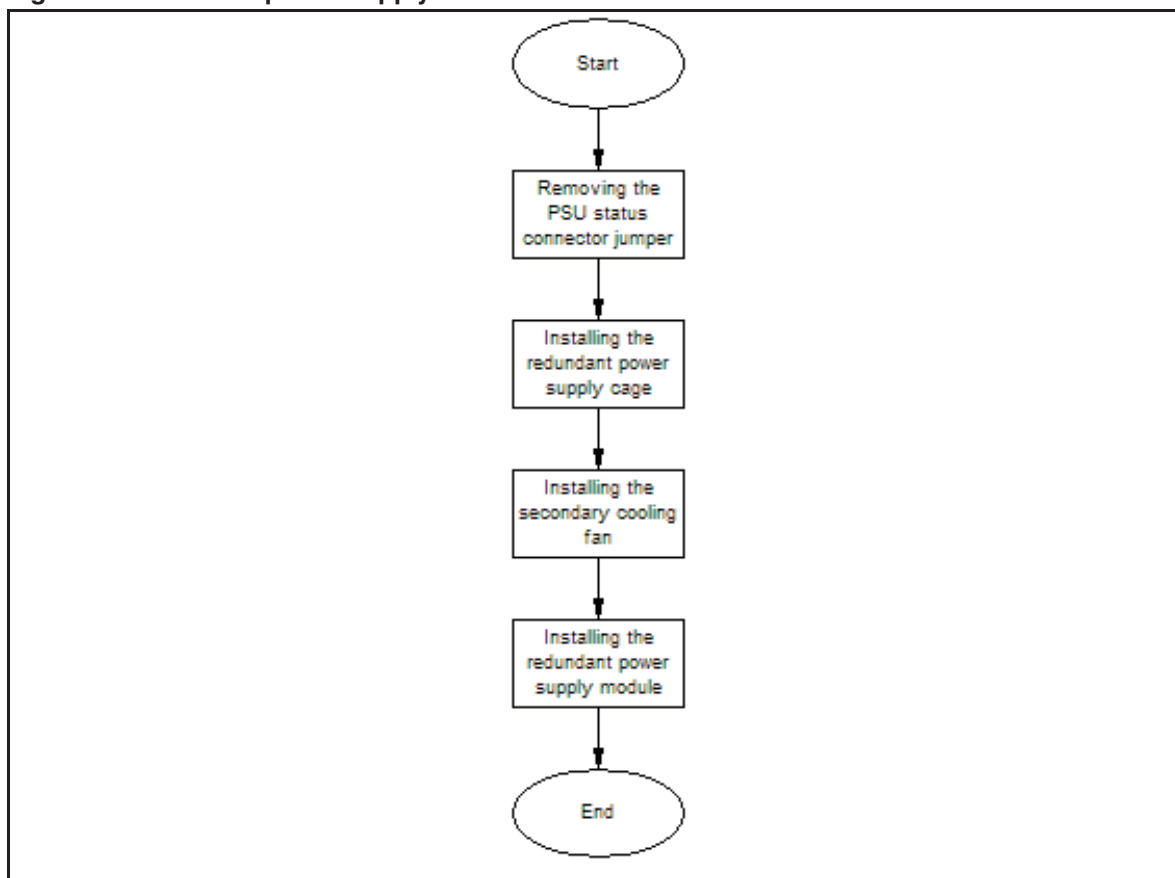 Start
Removing the
PSU status
connector jumper
Installing the
redundant power
supply cage
Installing the
secondary cooling
fan
Installing the
redundant power
supply module
End